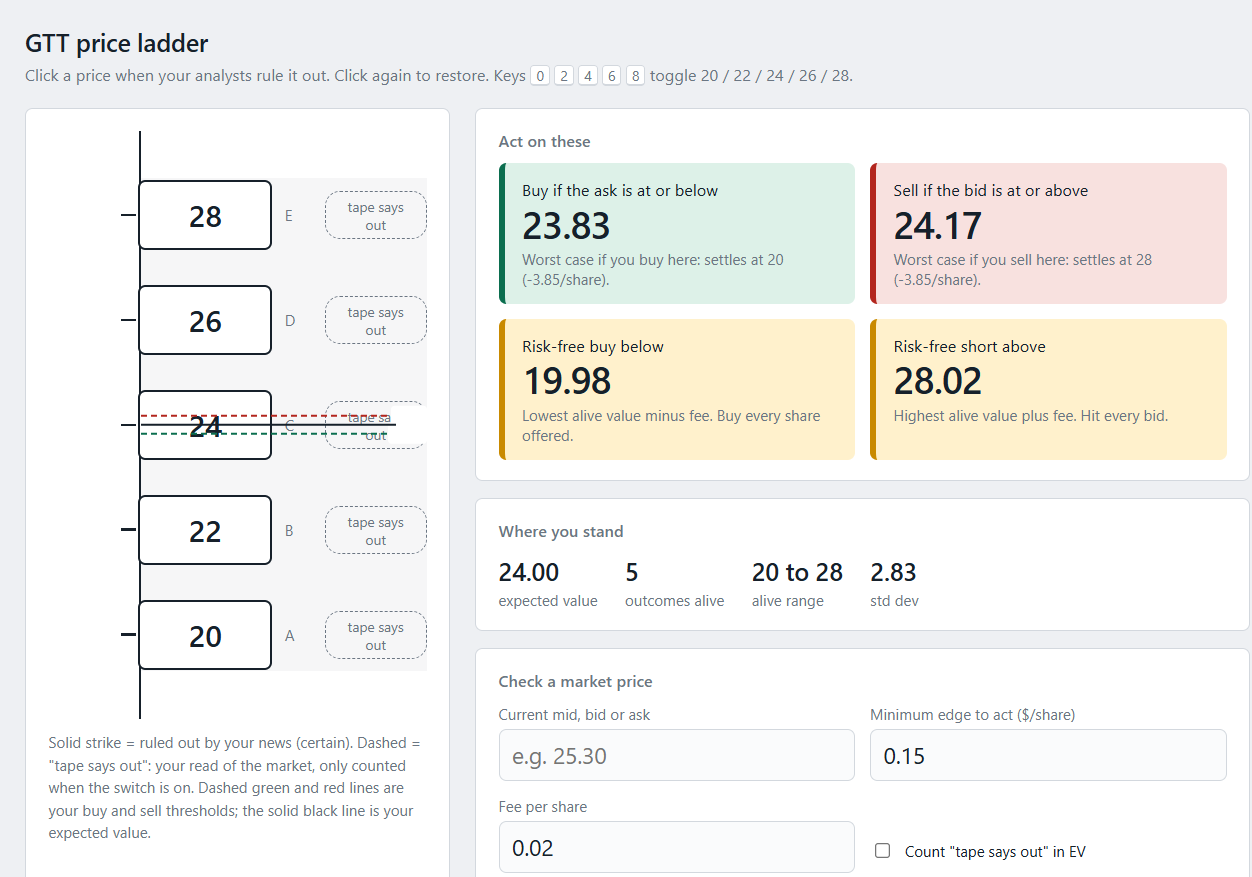 GTT price ladder
Click a price when your analysts rule it out. Click again to restore. Keys 0 2 4 6 8 toggle 20 / 22 / 24 / 26 / 28.
28 E tape says
out
26 D tape says
out
24 C tape sa
out
22 B tape says
out
20 A tape says
out
Solid strike = ruled out by your news (certain). Dashed =
"tape says out": your read of the market, only counted
when the switch is on. Dashed green and red lines are
your buy and sell thresholds; the solid black line is your
expected value.
Act on these
Buy if the ask is at or below
23.83
Worst case if you buy here: settles at 20
(-3.85/share).
Sell if the bid is at or above
24.17
Worst case if you sell here: settles at 28
(-3.85/share).
Risk-free buy below
19.98
Lowest alive value minus fee. Buy every share
offered.
Risk-free short above
28.02
Highest alive value plus fee. Hit every bid.
Where you stand
24.00
expected value
5
outcomes alive
20 to 28
alive range
2.83
std dev
Check a market price
Current mid, bid or ask
e.g. 25.30
Minimum edge to act ($/share)
0.15
Fee per share
0.02
Count "tape says out" in EV